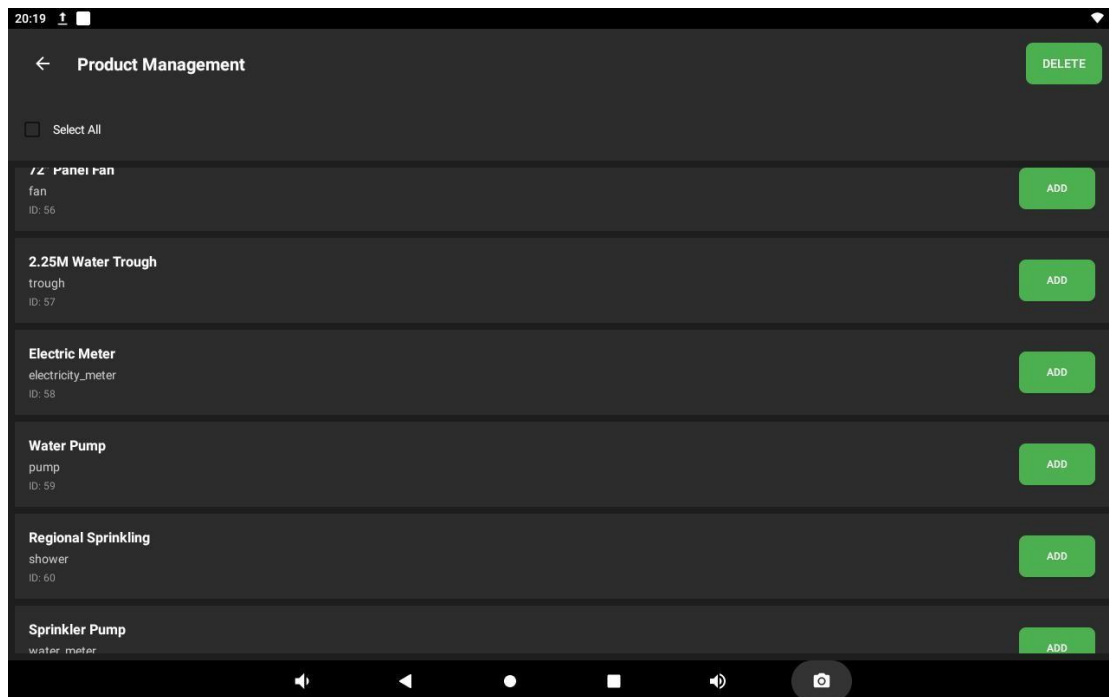 20:19
Product Management
DELETE
Select All
72" Panel Fan
fan
ID: 56
ADD
2.25M Water Trough
trough
ID: 57
ADD
Electric Meter
electricity_meter
ID: 58
ADD
Water Pump
pump
ID: 59
ADD
Regional Sprinkling
shower
ID: 60
ADD
Sprinkler Pump
water_meter
ADD